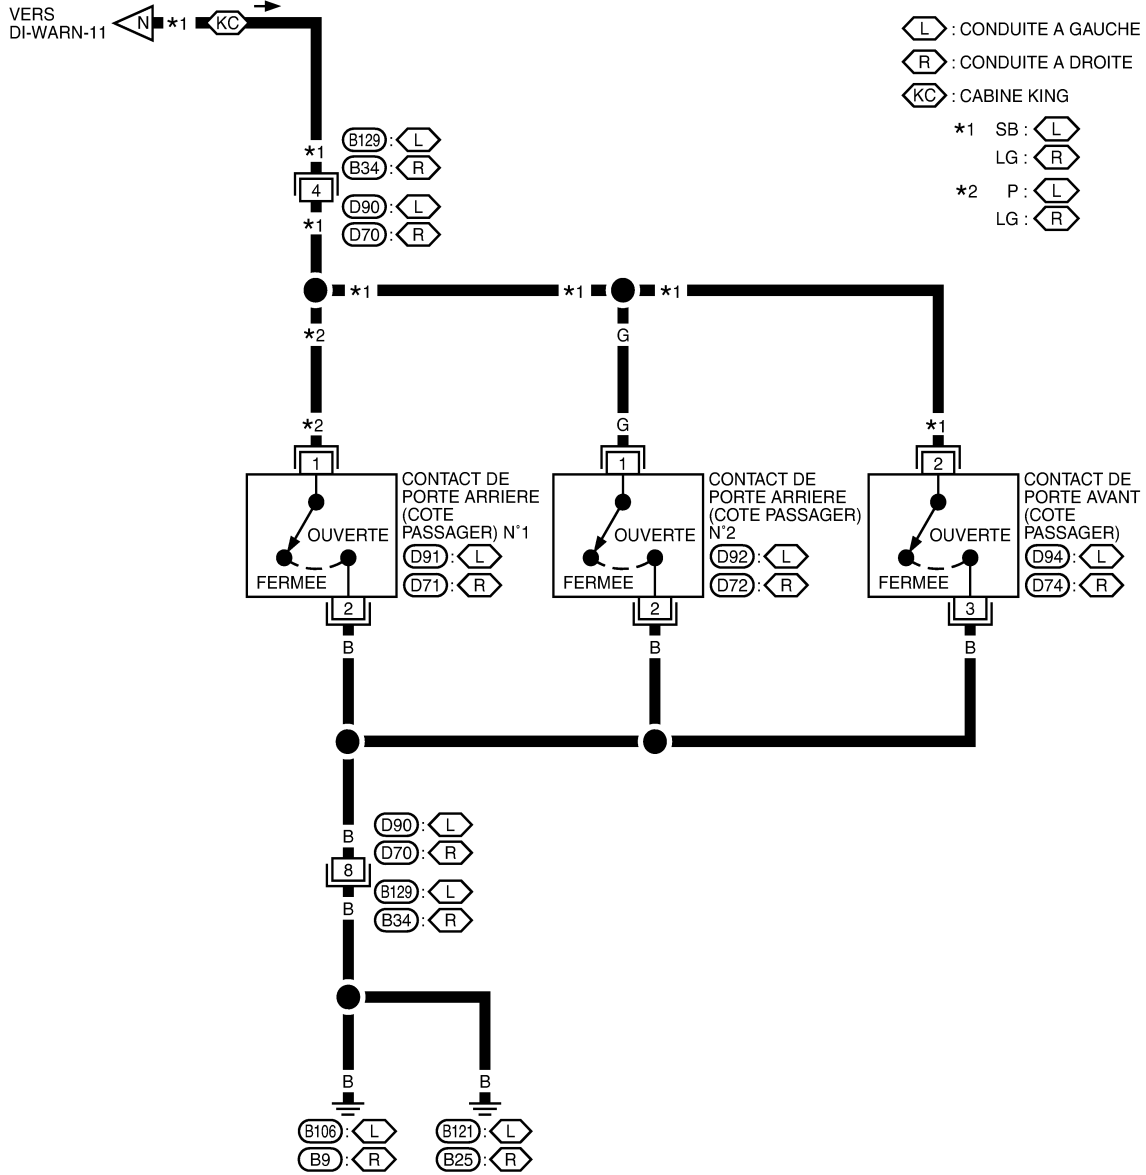 VERS
DI-WARN-11
N
*1
KC
L : CONDUITE A GAUCHE
R : CONDUITE A DROITE
KC : CABINE KING
*1 SB : L
LG : R
*2 P : L
LG : R
*1
B129 : L
B34 : R
4
D90 : L
D70 : R
*1
*1
*1
*1
*2
G
*2
G
*1
1
1
2
CONTACT DE
PORTE ARRIERE
(COTE
PASSAGER) N°1
D91 : L
D71 : R
OUVERTE
FERMEE
2
CONTACT DE
PORTE ARRIERE
(COTE PASSAGER)
N°2
D92 : L
D72 : R
OUVERTE
FERMEE
2
CONTACT DE
PORTE AVANT
(COTE
PASSAGER)
D94 : L
D74 : R
OUVERTE
FERMEE
3
B
B
B
B
D90 : L
D70 : R
8
B129 : L
B34 : R
B
B
B
B106 : L
B9 : R
B121 : L
B25 : R